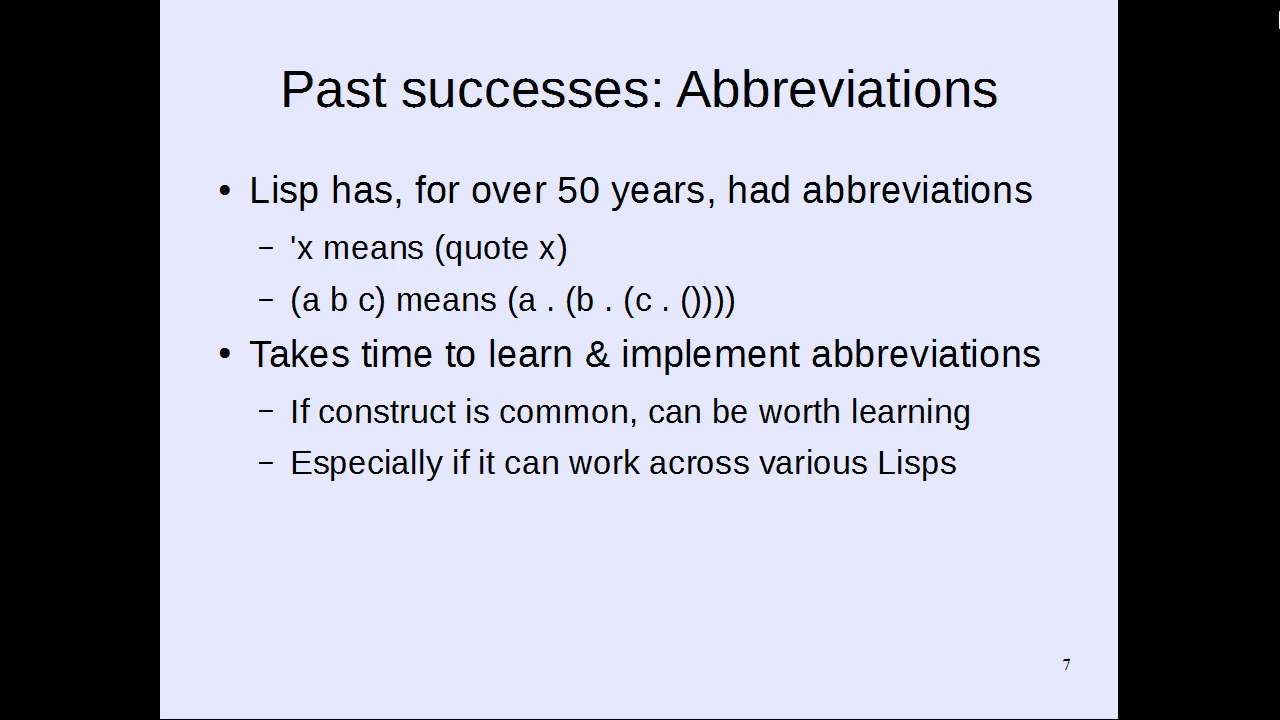 Past successes: Abbreviations
• Lisp has, for over 50 years, had abbreviations
– 'x means (quote x)
– (a b c) means (a . (b . (c . ())))
• Takes time to learn & implement abbreviations
– If construct is common, can be worth learning
– Especially if it can work across various Lisps
7